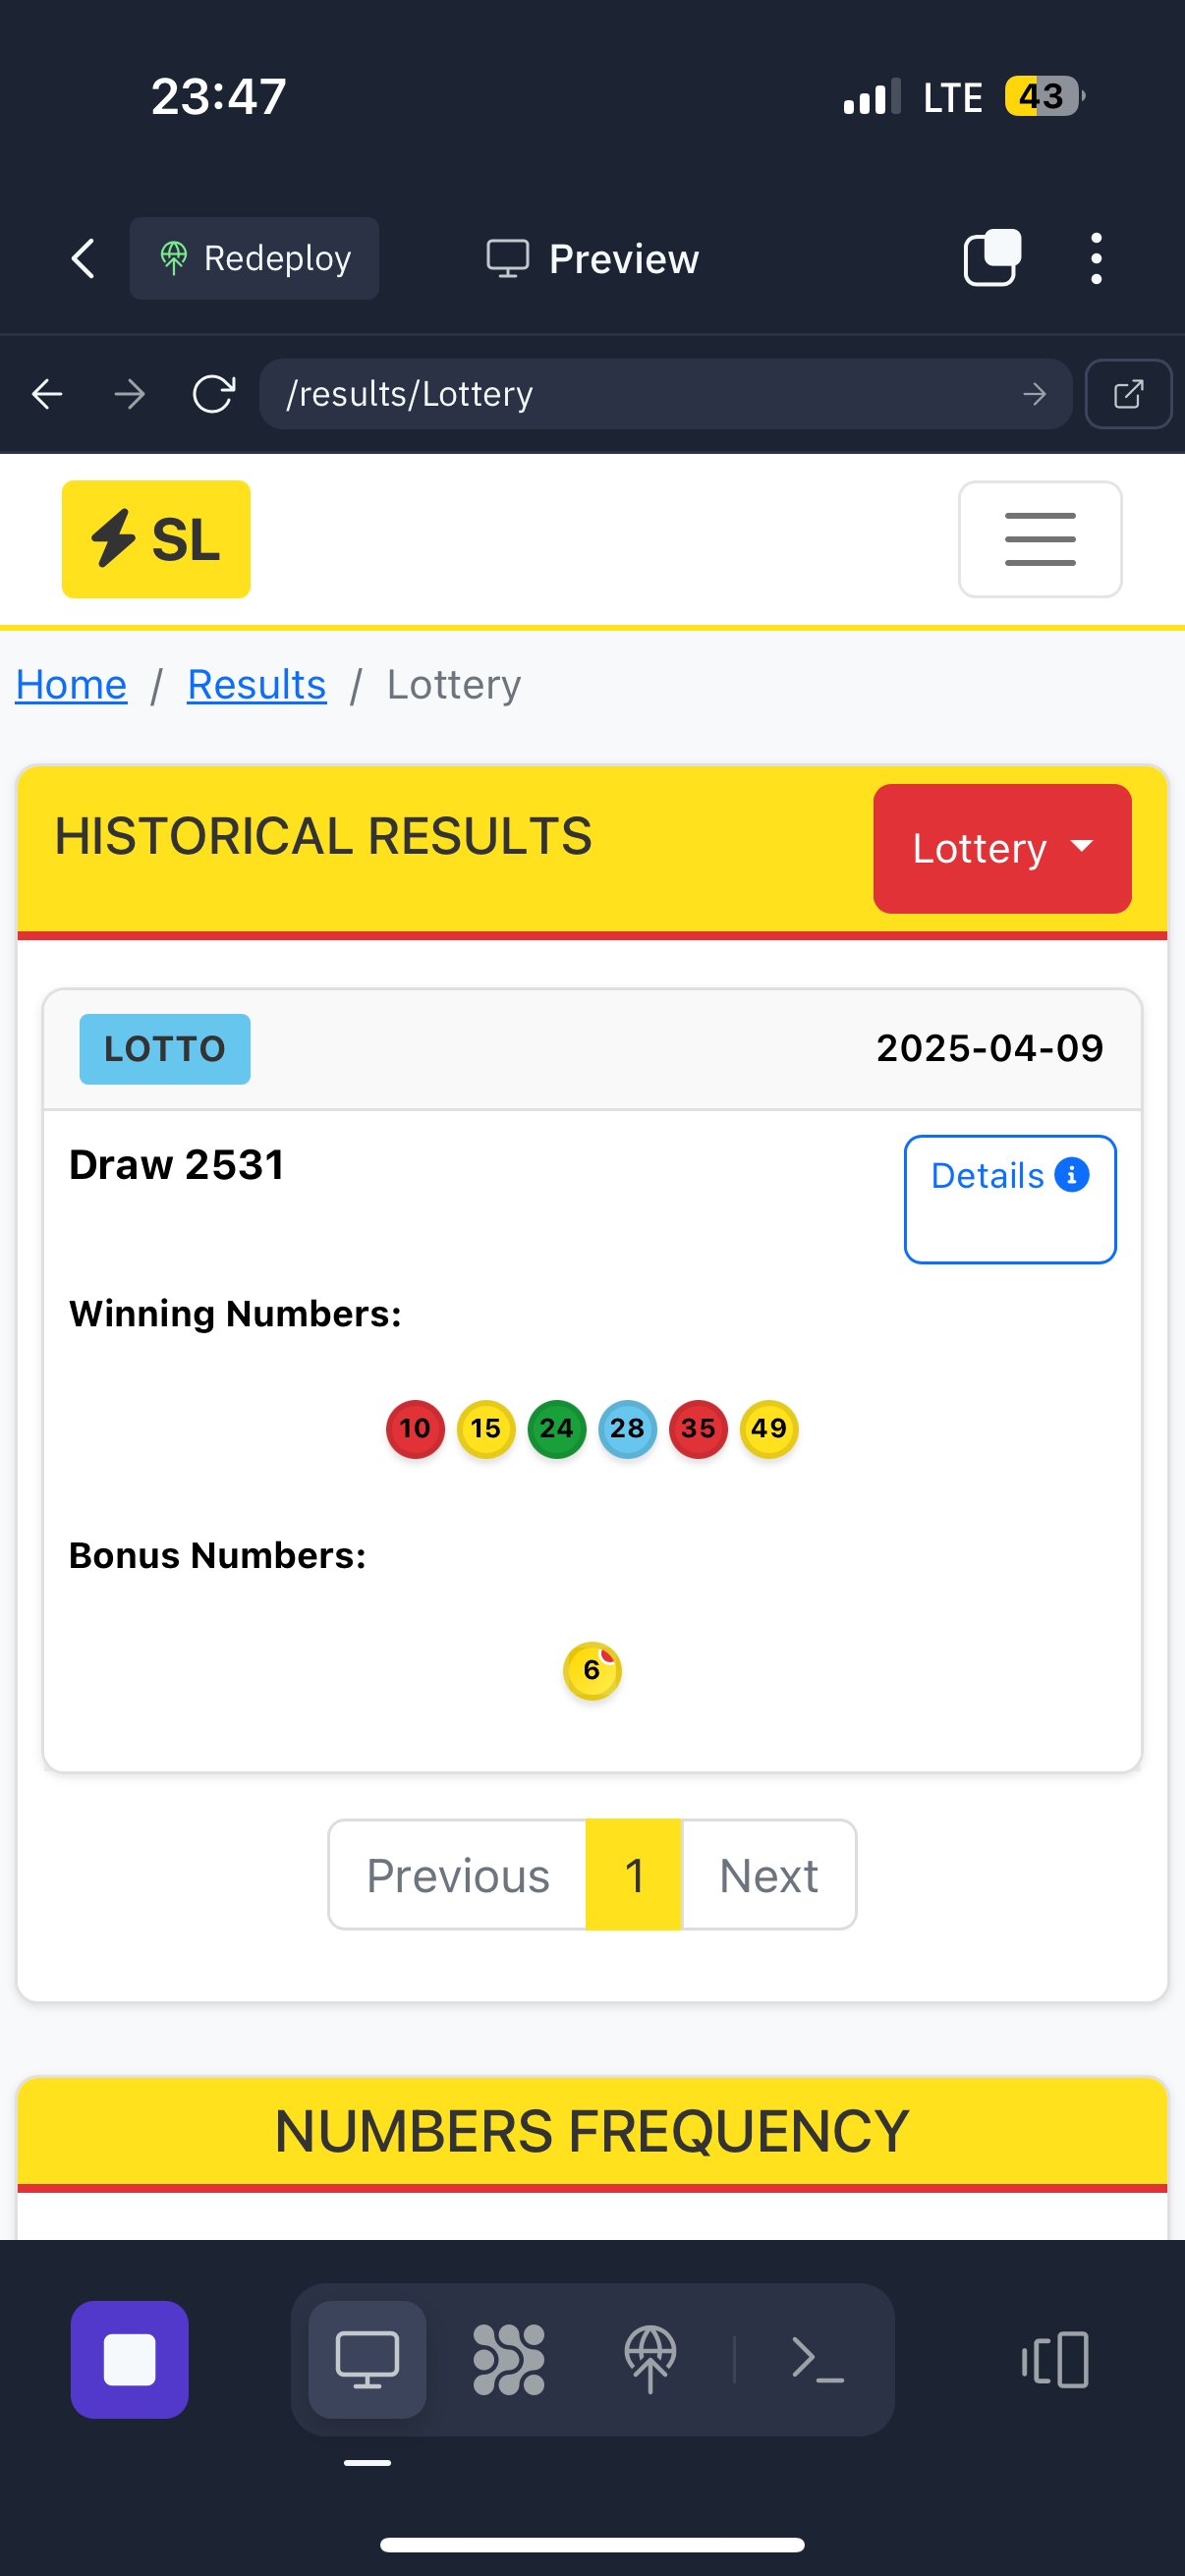 23:47 LTE 43
Redeploy Preview
/results/Lottery
SL
Home / Results / Lottery
HISTORICAL RESULTS Lottery
LOTTO 2025-04-09
Draw 2531 Details
Winning Numbers:
10 15 24 28 35 49
Bonus Numbers:
6
Previous 1 Next
NUMBERS FREQUENCY